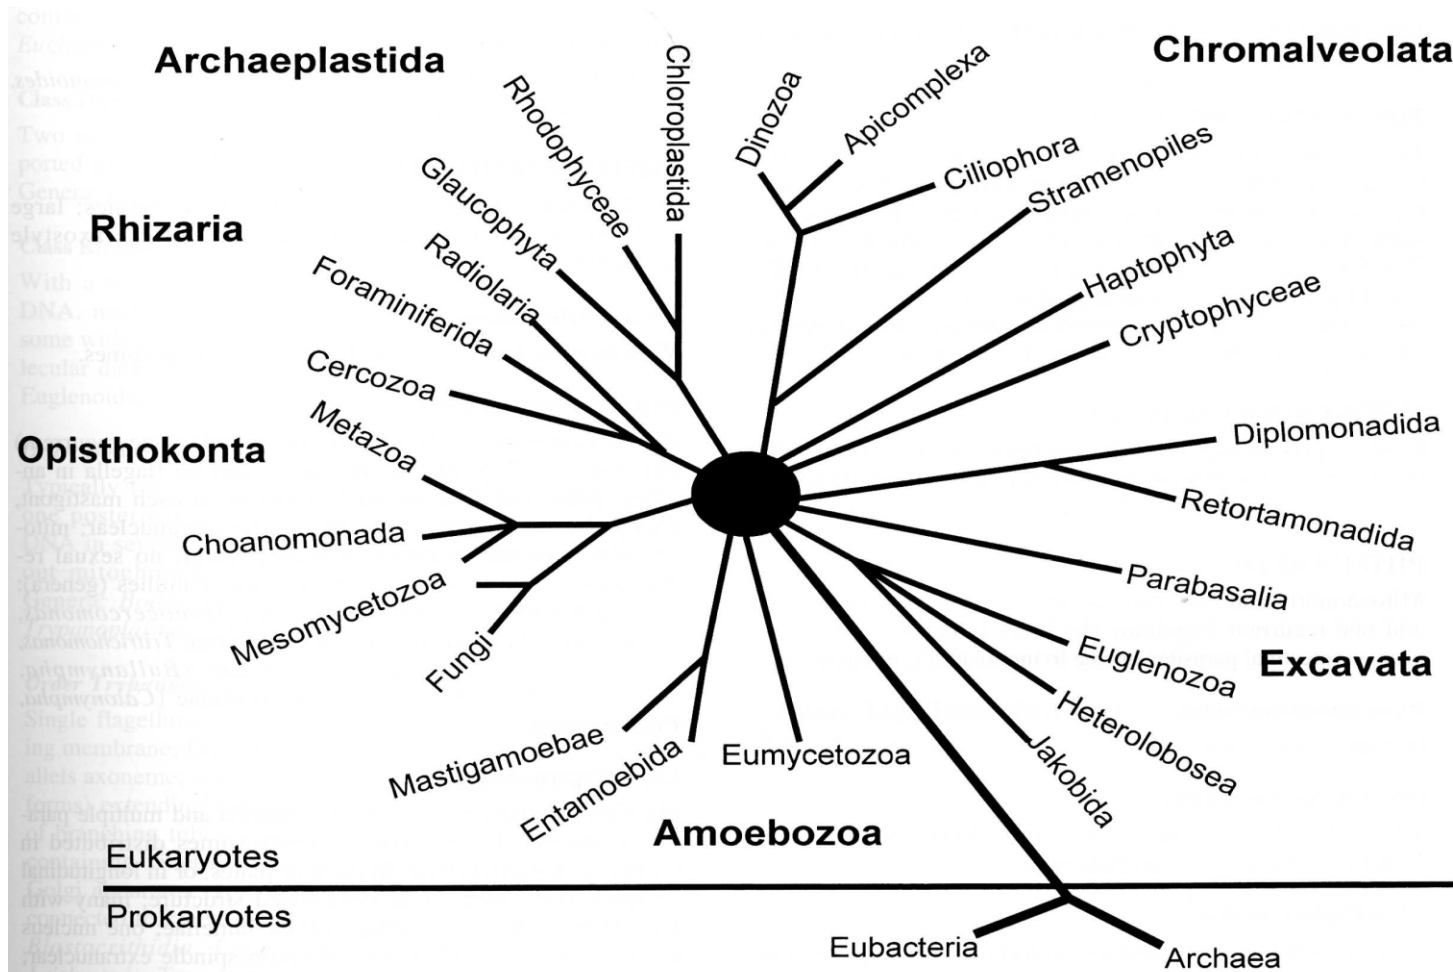 Archaeplastida
Chromalveolata
Chloroplastida
Dinozoa
Apicomplexa
Rhodophyceae
Ciliophora
Stramenopiles
Glaucophyta
Rhizaria
Radiolaria
Haptophyta
Foraminiferida
Cryptophyceae
Cercozoa
Metazoa
Opisthokonta
Diplomonadida
Retortamonadida
Choanomonada
Parabasalia
Mesomycetozoa
Fungi
Euglenozoa
Excavata
Heterolobosea
Jakobida
Mastigamoebae
Entamoebida
Eumycetozoa
Amoebozoa
Eukaryotes
Prokaryotes
Eubacteria
Archaea